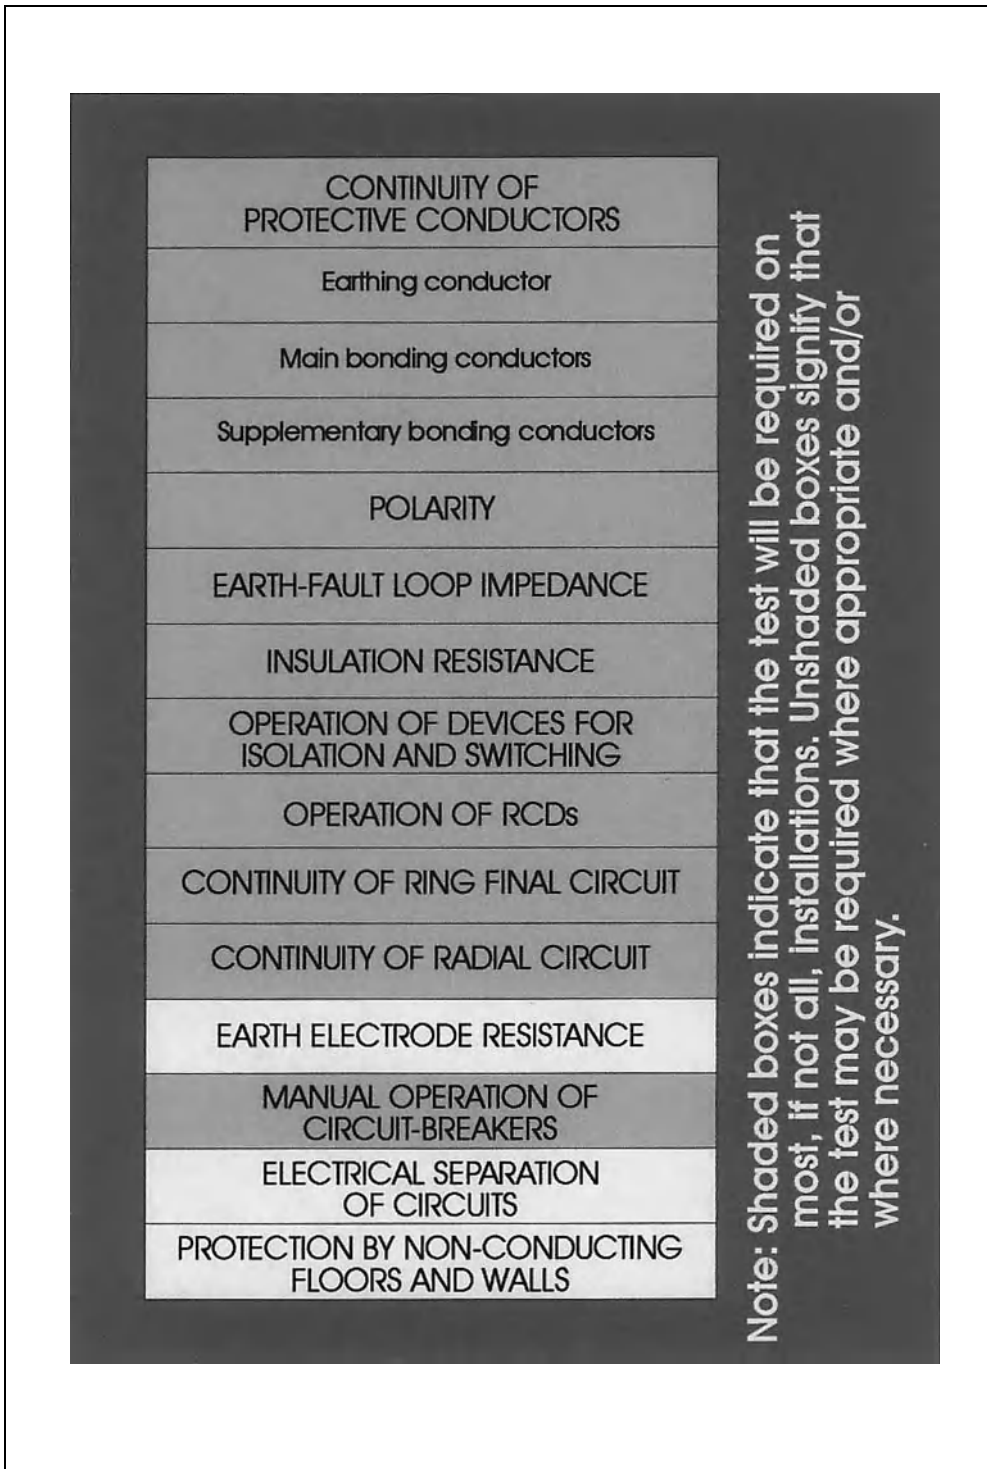 CONTINUITY OF
PROTECTIVE CONDUCTORS
Earthing conductor
Main bonding conductors
Supplementary bonding conductors
POLARITY
EARTH-FAULT LOOP IMPEDANCE
INSULATION RESISTANCE
OPERATION OF DEVICES FOR
ISOLATION AND SWITCHING
OPERATION OF RCDs
CONTINUITY OF RING FINAL CIRCUIT
CONTINUITY OF RADIAL CIRCUIT
EARTH ELECTRODE RESISTANCE
MANUAL OPERATION OF
CIRCUIT-BREAKERS
ELECTRICAL SEPARATION
OF CIRCUITS
PROTECTION BY NON-CONDUCTING
FLOORS AND WALLS
Note: Shaded boxes indicate that the test will be required on
most, if not all, installations. Unshaded boxes signify that
the test may be required where appropriate and/or
where necessary.